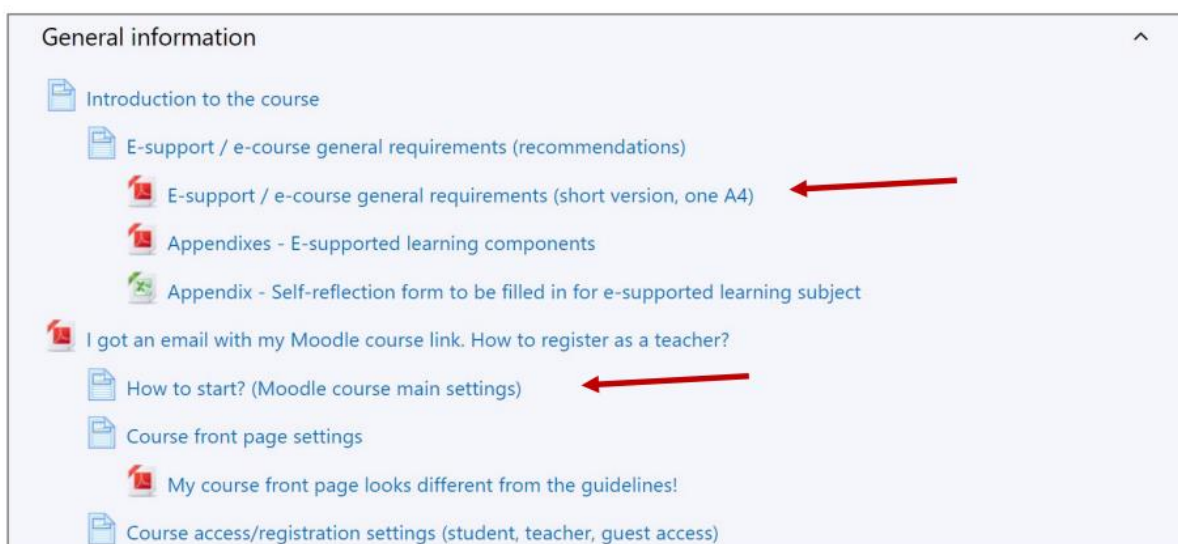 General information
Introduction to the course
E-support / e-course general requirements (recommendations)
E-support / e-course general requirements (short version, one A4)
Appendixes - E-supported learning components
Appendix - Self-reflection form to be filled in for e-supported learning subject
I got an email with my Moodle course link. How to register as a teacher?
How to start? (Moodle course main settings)
Course front page settings
My course front page looks different from the guidelines!
Course access/registration settings (student, teacher, guest access)